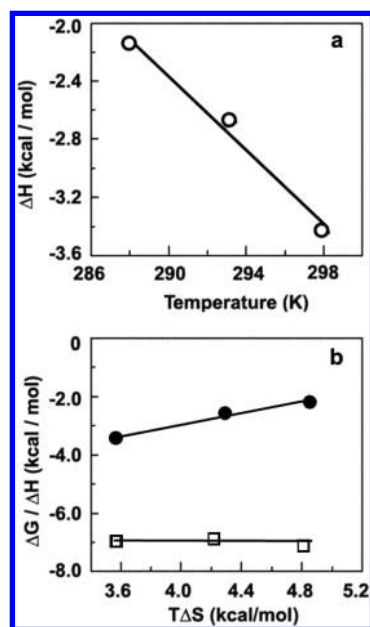 -2.0
a
-2.4
-2.8
-3.2
-3.6
ΔH (kcal / mol)
286 290 294 298
Temperature (K)
0
b
-2.0
-4.0
-6.0
-8.0
ΔG / ΔH (kcal / mol)
3.6 4.0 4.4 4.8 5.2
TΔS (kcal/mol)